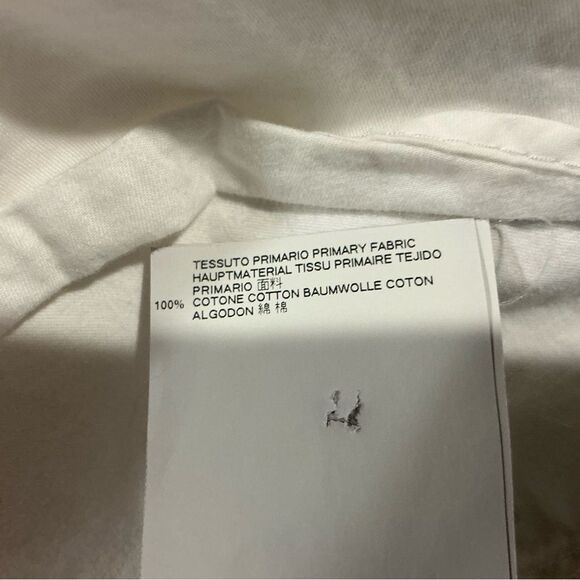 TESSUTO PRIMARIO PRIMARY FABRIC
HAUPTMATERIAL TISSU PRIMAIRE TEJIDO
PRIMARIO 面料
100% COTONE COTTON BAUMWOLLE COTON
ALGODON 綿 棉